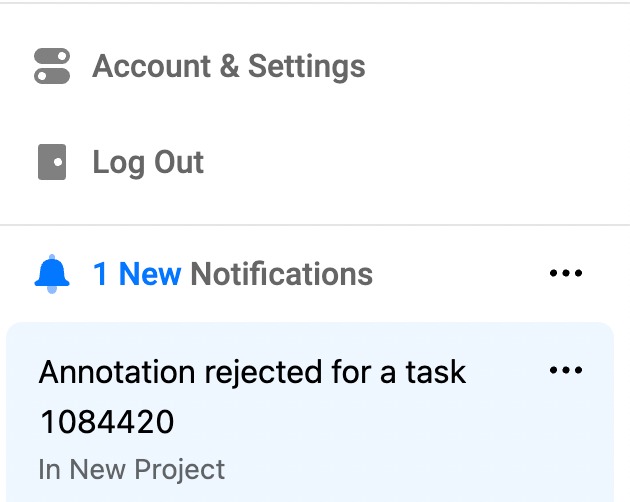 Account & Settings
Log Out
1 New Notifications
Annotation rejected for a task
1084420
In New Project